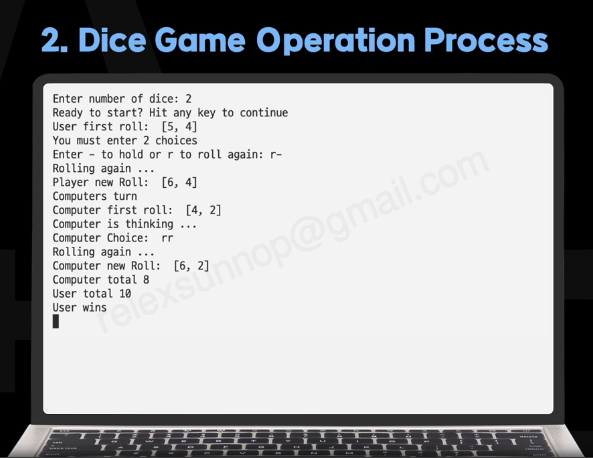 2. Dice Game Operation Process
Enter number of dice: 2
Ready to start? Hit any key to continue
User first roll:  [5, 4]
You must enter 2 choices
Enter - to hold or r to roll again: r-
Rolling again ...
Player new Roll:  [6, 4]
Computers turn
Computer first roll:  [4, 2]
Computer is thinking ...
Computer Choice:  rr
Rolling again ...
Computer new Roll:  [6, 2]
Computer total 8
User total 10
User wins
relexsunnop@gmail.com